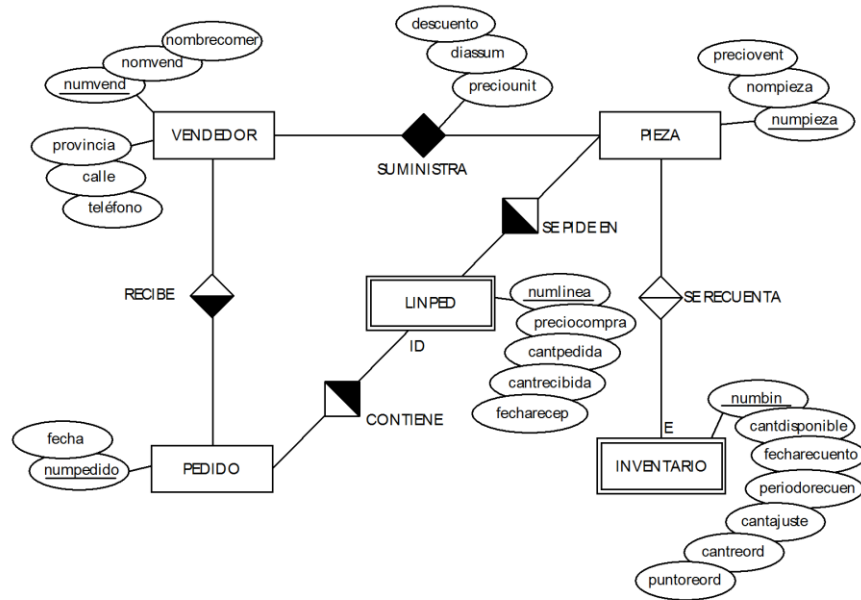 nombrecomer
nomvend
numvend
descuento
diassum
preciounit
preciovent
nompieza
numpieza
VENDEDOR
PIEZA
SUMINISTRA
provincia
calle
teléfono
SE PIDE EN
RECIBE
LINPED
ID
numlinea
preciocompra
cantpedida
cantrecibida
fecharecep
SE RECUENTA
CONTIENE
fecha
numpedido
PEDIDO
E
INVENTARIO
numbin
cantdisponible
fecharecuento
periodorecuen
cantajuste
cantreord
puntoreord